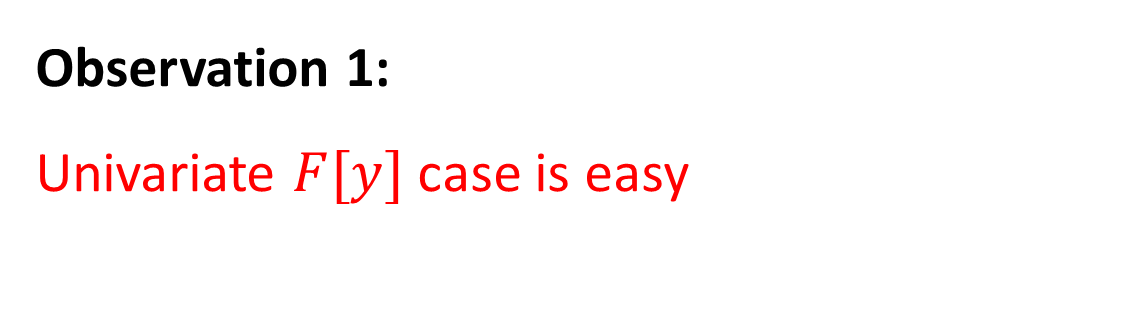 Observation 1:
Univariate F[y] case is easy